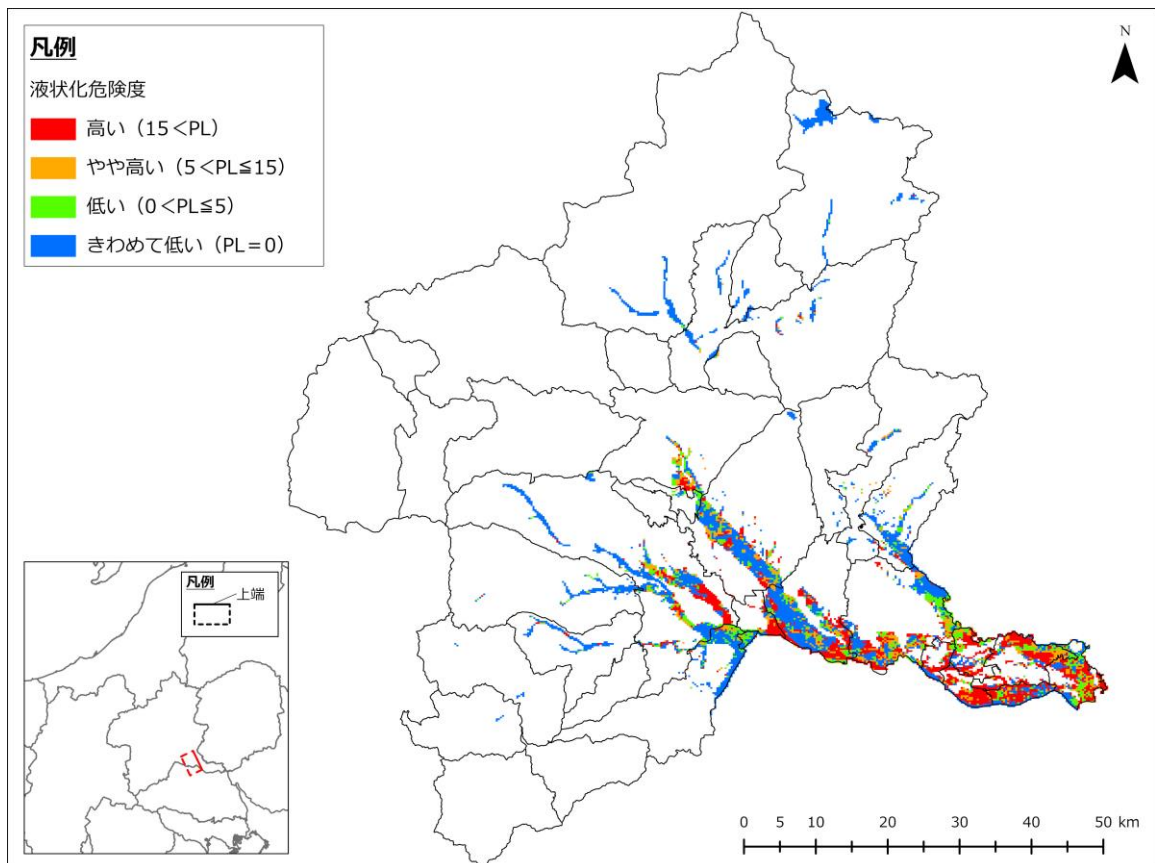 凡例
液状化危険度
高い（15＜PL）
やや高い（5＜PL≦15）
低い（0＜PL≦5）
きわめて低い（PL＝0）
N
凡例
上端
0 5 10 20 30 40 50 km